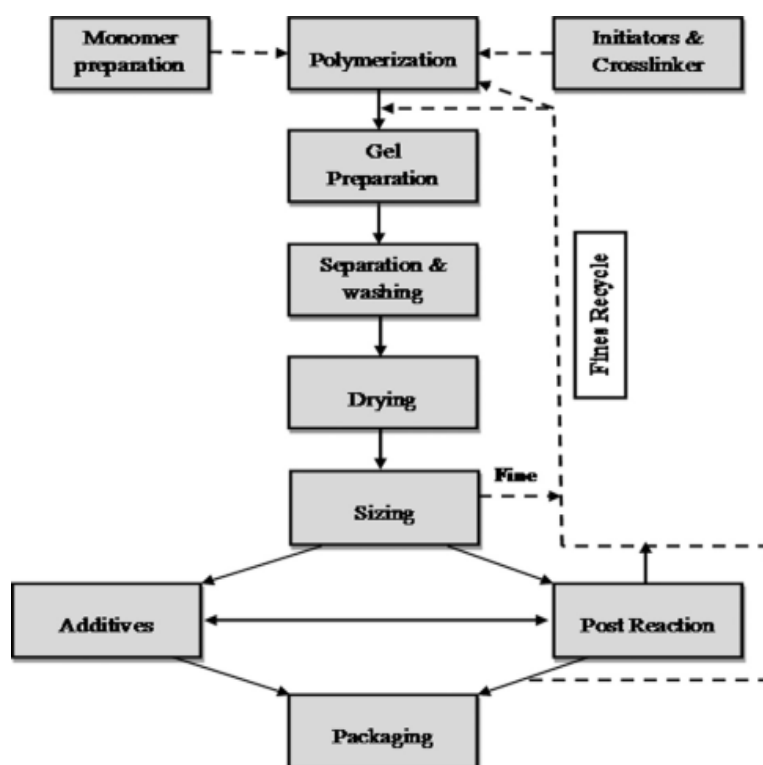 Monomer
preparation
Polymerization
Initiators &
Crosslinker
Gel
Preparation
Separation &
washing
Fines Recycle
Drying
Fine
Sizing
Additives
Post Reaction
Packaging